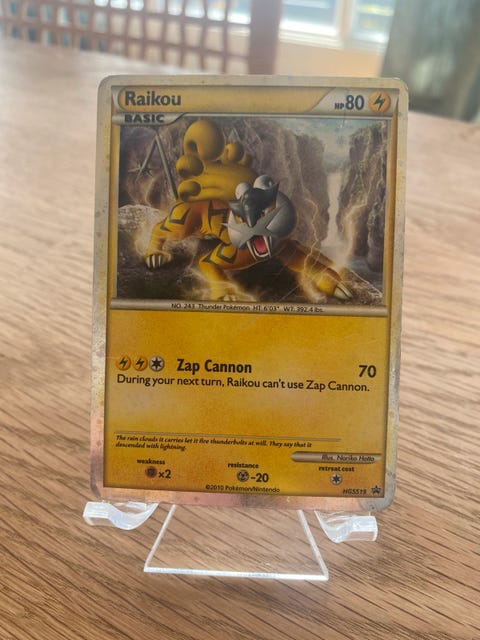 Raikou
HP80
BASIC
NO. 243 Thunder Pokémon HT: 6'03" WT: 392.4 lbs.
Zap Cannon 70
During your next turn, Raikou can't use Zap Cannon.
The rain clouds it carries let it fire thunderbolts at will. They say that it
descended with lightning.
Illus. Noriko Hotta
weakness resistance retreat cost
x2 -20
©2010 Pokémon/Nintendo HGSS19